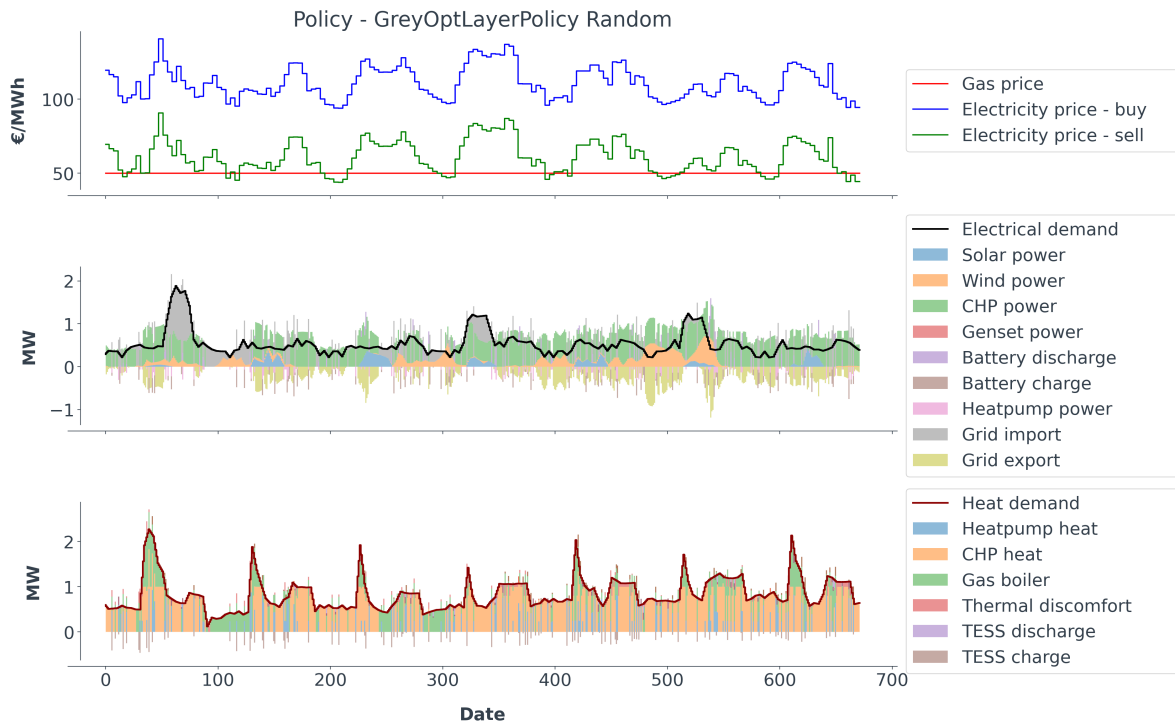 Policy - GreyOptLayerPolicy Random
€/MWh
100
50
Gas price
Electricity price - buy
Electricity price - sell
MW
2
1
0
−1
Electrical demand
Solar power
Wind power
CHP power
Genset power
Battery discharge
Battery charge
Heatpump power
Grid import
Grid export
MW
2
1
0
Heat demand
Heatpump heat
CHP heat
Gas boiler
Thermal discomfort
TESS discharge
TESS charge
0 100 200 300 400 500 600 700
Date